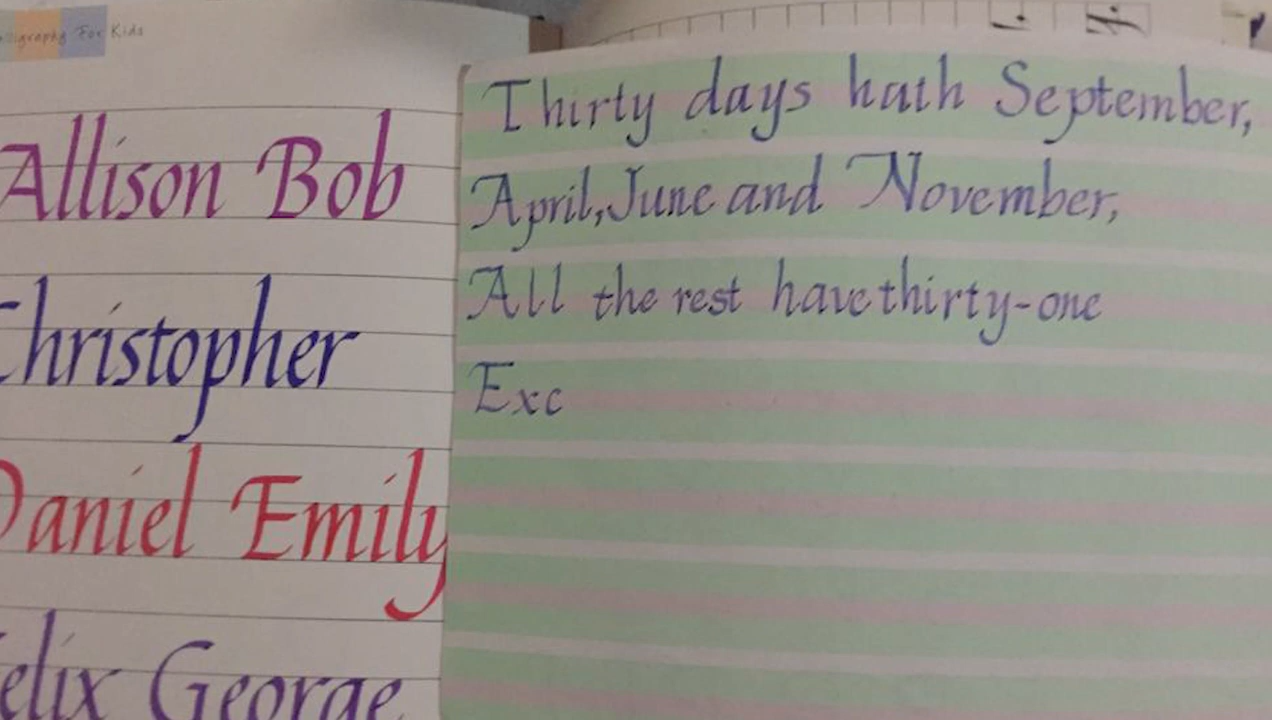 For Kids
Allison Bob
Christopher
Daniel Emily
George
Thirty days hath September,
April, June and November,
All the rest have thirty-one
Exc